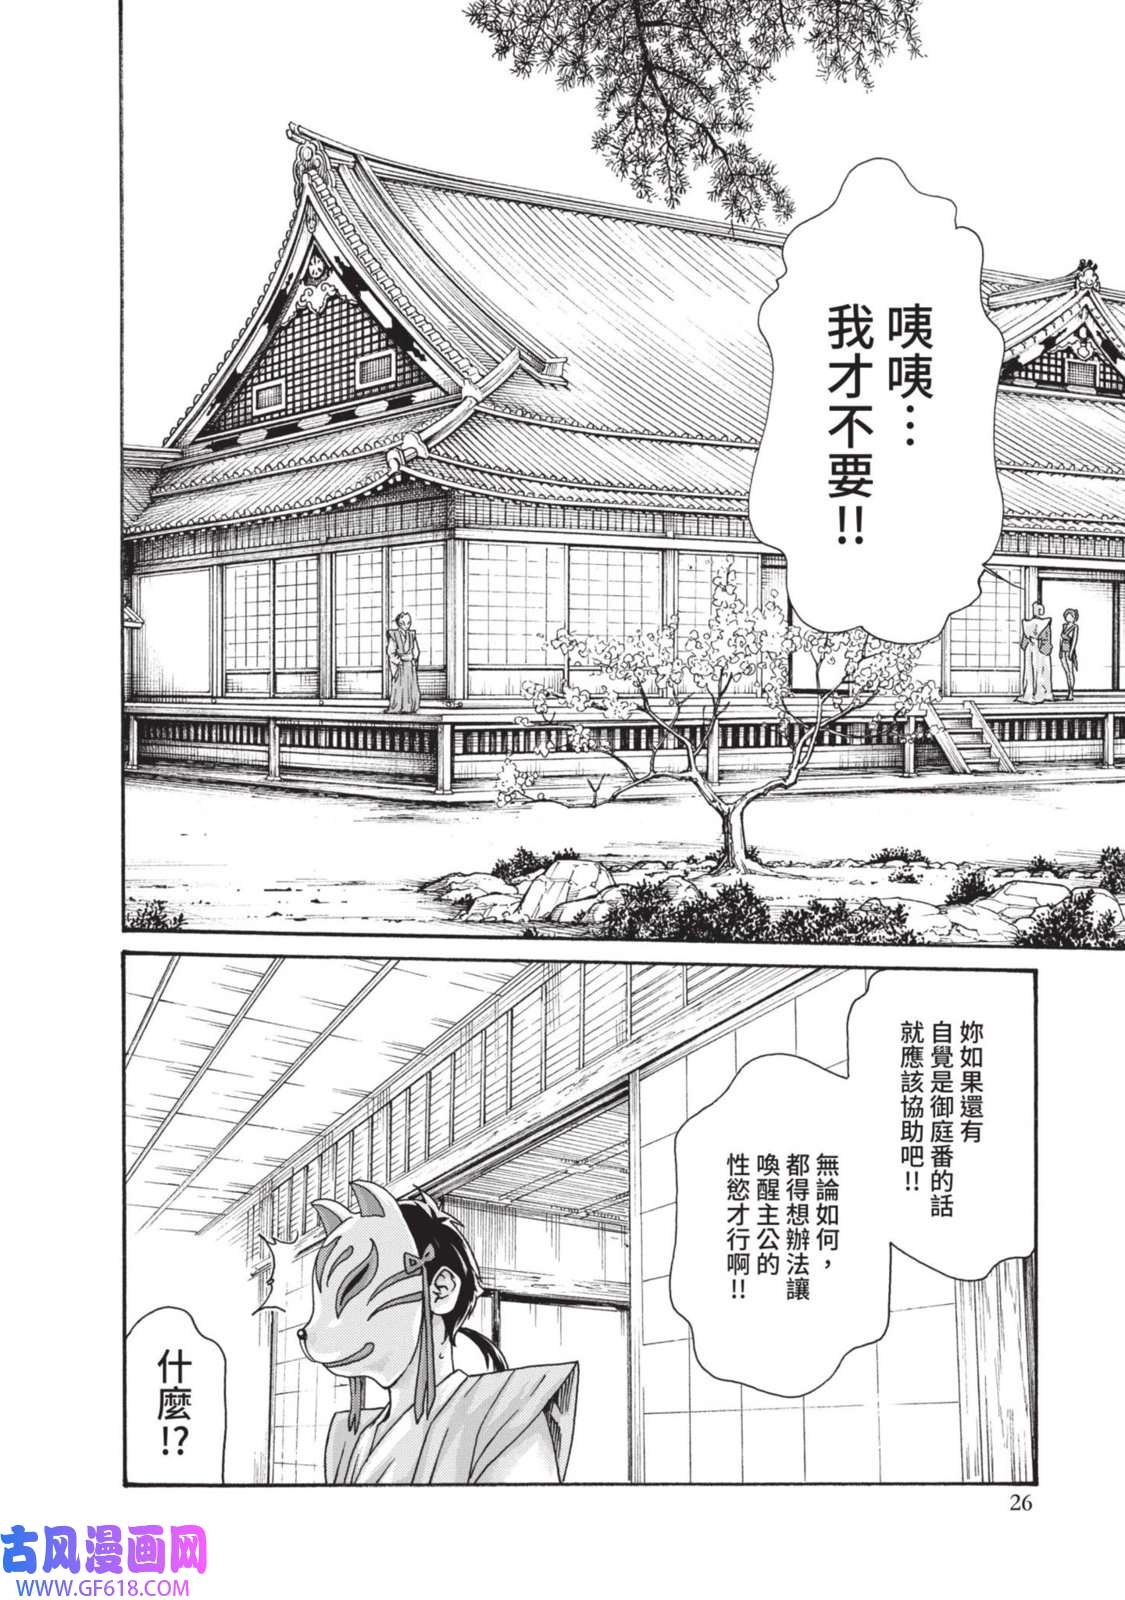 咦咦…
我才不要!!
妳如果還有
自覺是御庭番的話
就應該協助吧!!
無論如何，
都得想辦法讓
喚醒主公的
性慾才行啊!!
什麼!?
26
古风漫画网
WWW.GF618.COM